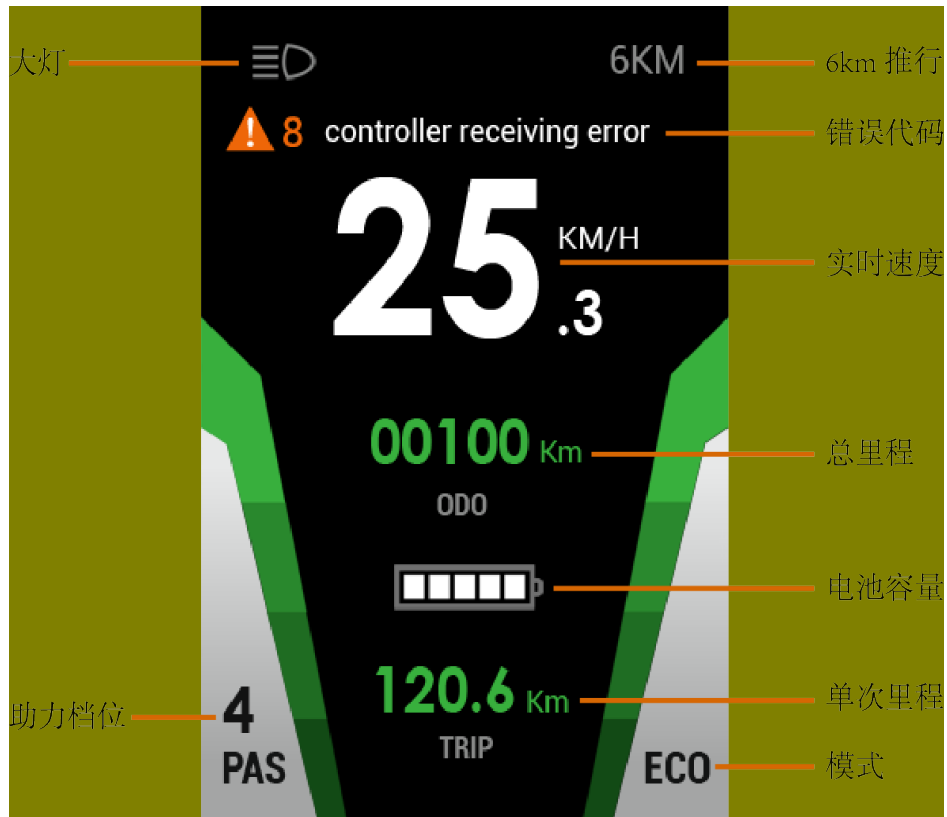 大灯
6KM
6km 推行
8 controller receiving error
错误代码
25.3 KM/H
实时速度
00100 Km
总里程
ODO
电池容量
120.6 Km
单次里程
TRIP
助力档位
4
PAS
ECO
模式